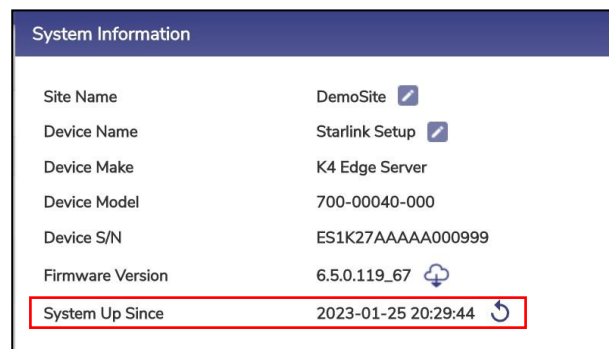 System Information
Site Name DemoSite
Device Name Starlink Setup
Device Make K4 Edge Server
Device Model 700-00040-000
Device S/N ES1K27AAAAA000999
Firmware Version 6.5.0.119_67
System Up Since 2023-01-25 20:29:44